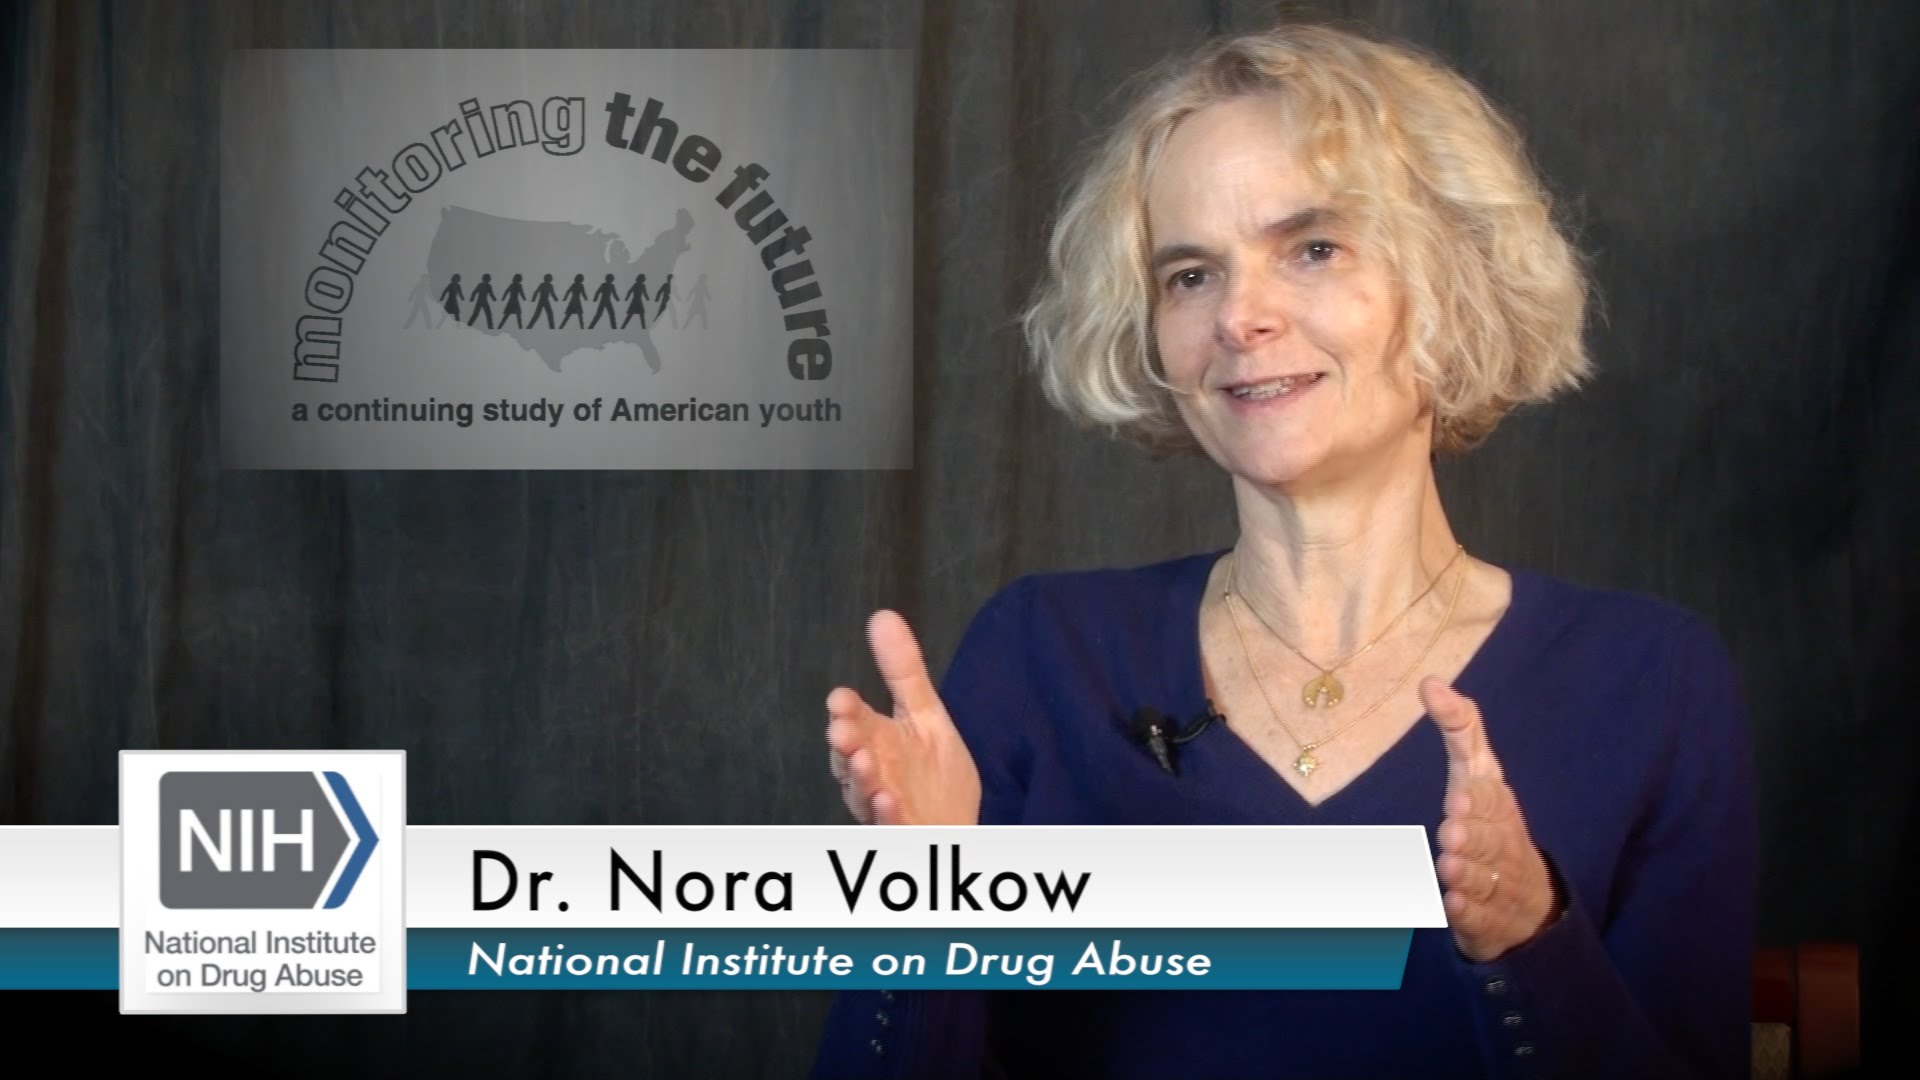 monitoring the future
a continuing study of American youth
NIH
National Institute
on Drug Abuse
Dr. Nora Volkow
National Institute on Drug Abuse